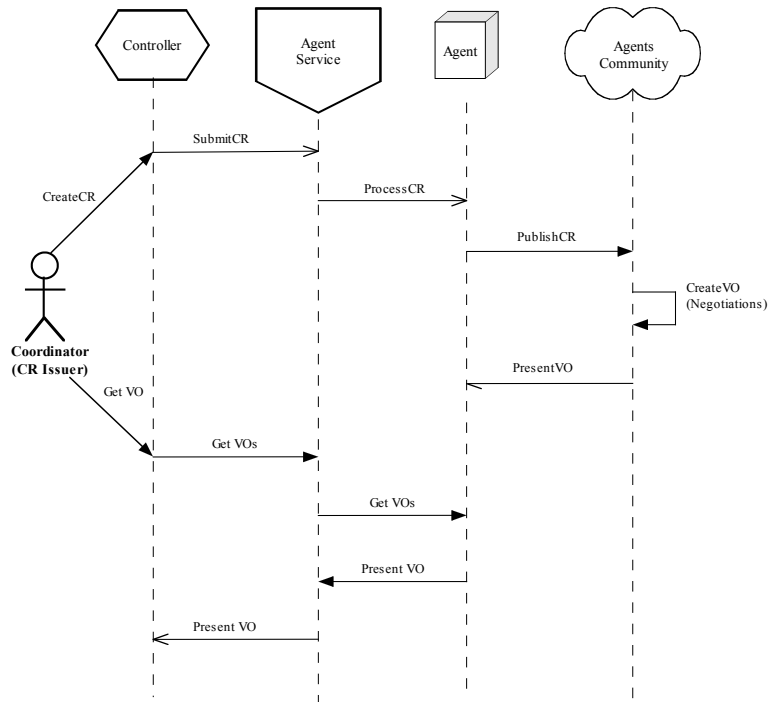 Controller
Agent
Service
Agent
Agents
Community
SubmitCR
CreateCR
ProcessCR
PublishCR
CreateVO
(Negotiations)
Coordinator
(CR Issuer)
PresentVO
Get VO
Get VOs
Get VOs
Present VO
Present VO